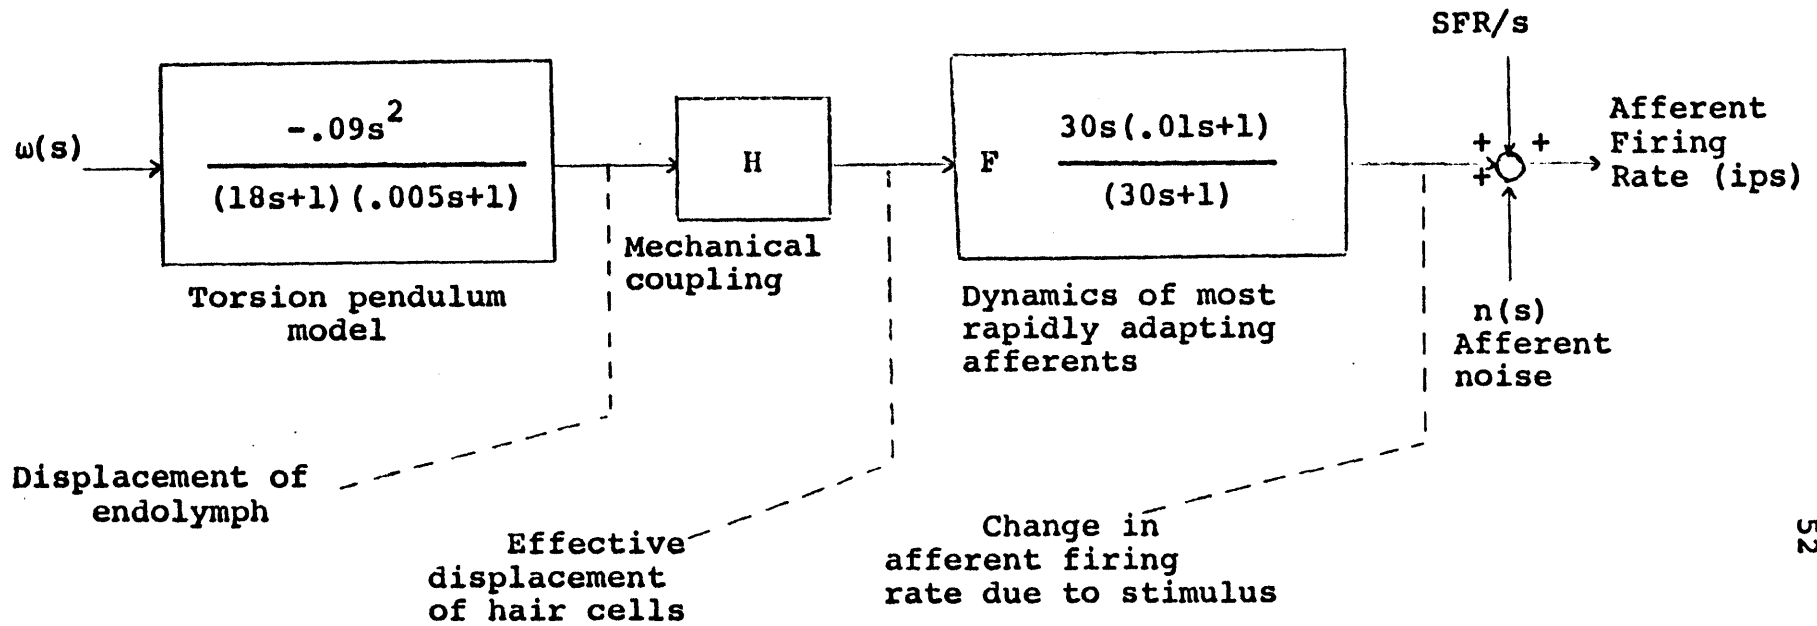 SFR/s
ω(s)
-.09s²
(18s+1)(.005s+1)
H
F
30s(.01s+1)
(30s+1)
+
+
+
Afferent
Firing
Rate (ips)
Torsion pendulum
model
Mechanical
coupling
Dynamics of most
rapidly adapting
afferents
n(s)
Afferent
noise
Displacement of
endolymph
Effective
displacement
of hair cells
Change in
afferent firing
rate due to stimulus
52